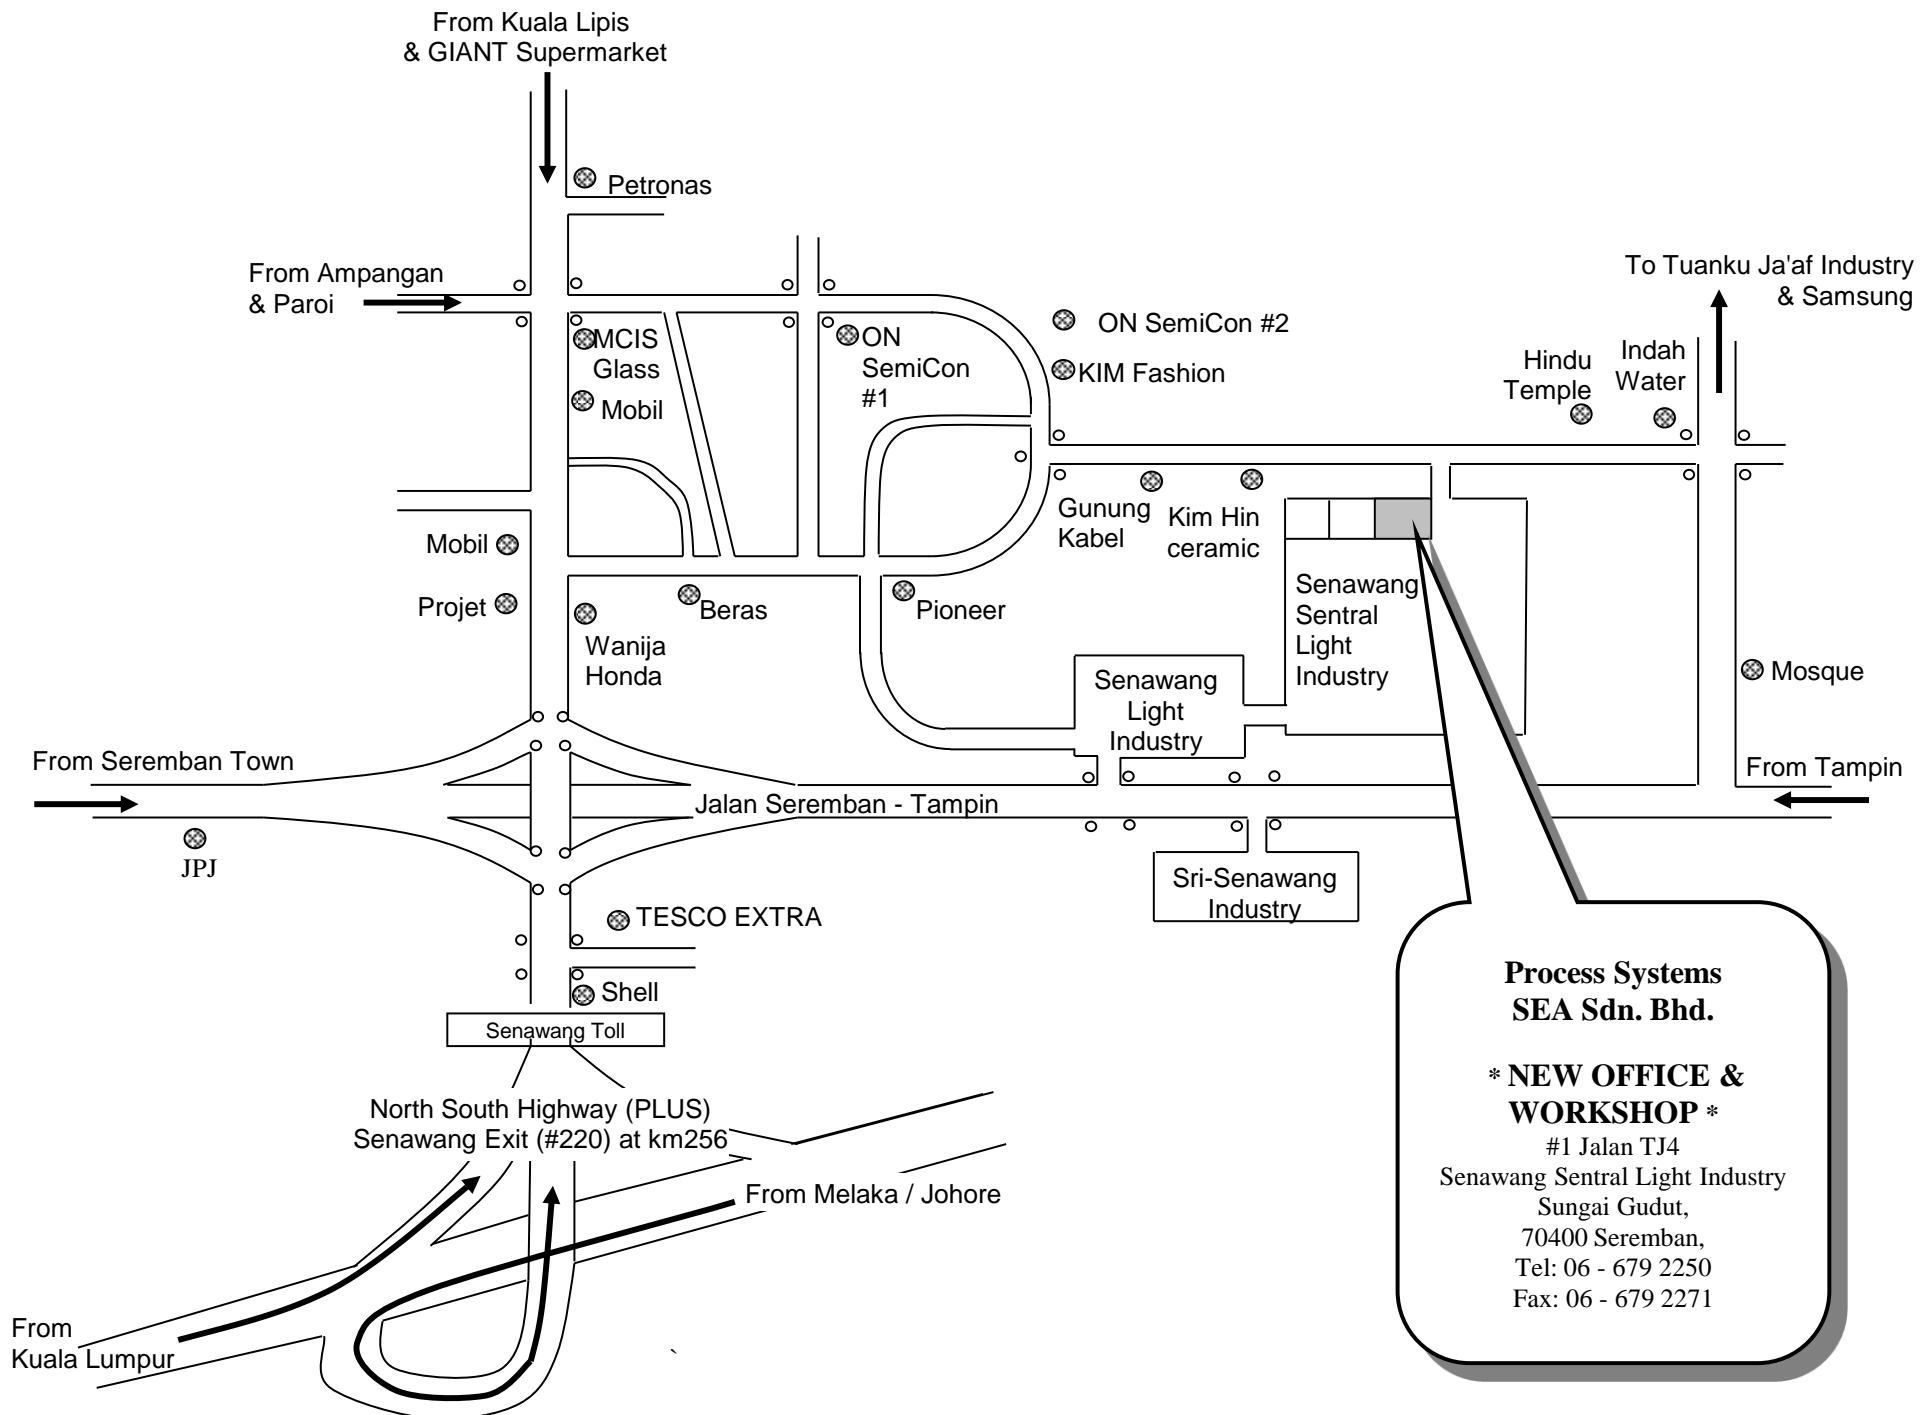 From Kuala Lipis
& GIANT Supermarket
Petronas
From Ampangan
& Paroi
To Tuanku Ja'af Industry
& Samsung
MCIS
Glass
Mobil
ON
SemiCon
#1
ON SemiCon #2
KIM Fashion
Hindu
Temple
Indah
Water
Gunung
Kabel
Kim Hin
ceramic
Mobil
Projet
Wanija
Honda
Beras
Pioneer
Senawang
Sentral
Light
Industry
Senawang
Light
Industry
Mosque
From Seremban Town
Jalan Seremban - Tampin
From Tampin
JPJ
Sri-Senawang
Industry
TESCO EXTRA
Shell
Senawang Toll
North South Highway (PLUS)
Senawang Exit (#220) at km256
From Melaka / Johore
From
Kuala Lumpur
`
Process Systems
SEA Sdn. Bhd.
* NEW OFFICE &
WORKSHOP *
#1 Jalan TJ4
Senawang Sentral Light Industry
Sungai Gudut,
70400 Seremban,
Tel: 06 - 679 2250
Fax: 06 - 679 2271